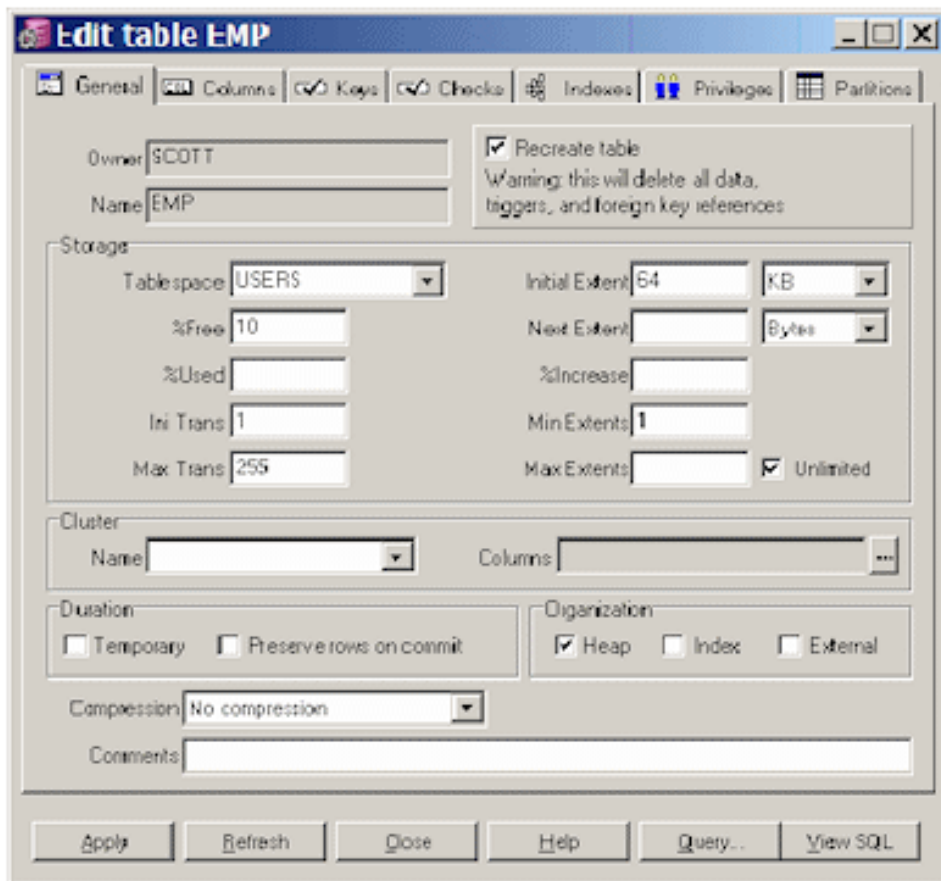 Edit table EMP
General Columns Keys Checks Indexes Privileges Partitions
Owner SCOTT
Name EMP
Recreate table
Warning: this will delete all data,
triggers, and foreign key references
Storage
Tablespace USERS Initial Extent 64 KB
%Free 10 Next Extent Bytes
%Used %Increase
Ini Trans 1 Min Extents 1
Max Trans 255 Max Extents Unlimited
Cluster
Name Columns ...
Duration
Temporary Preserve rows on commit
Organization
Heap Index External
Compression No compression
Comments
Apply Refresh Close Help Query... View SQL